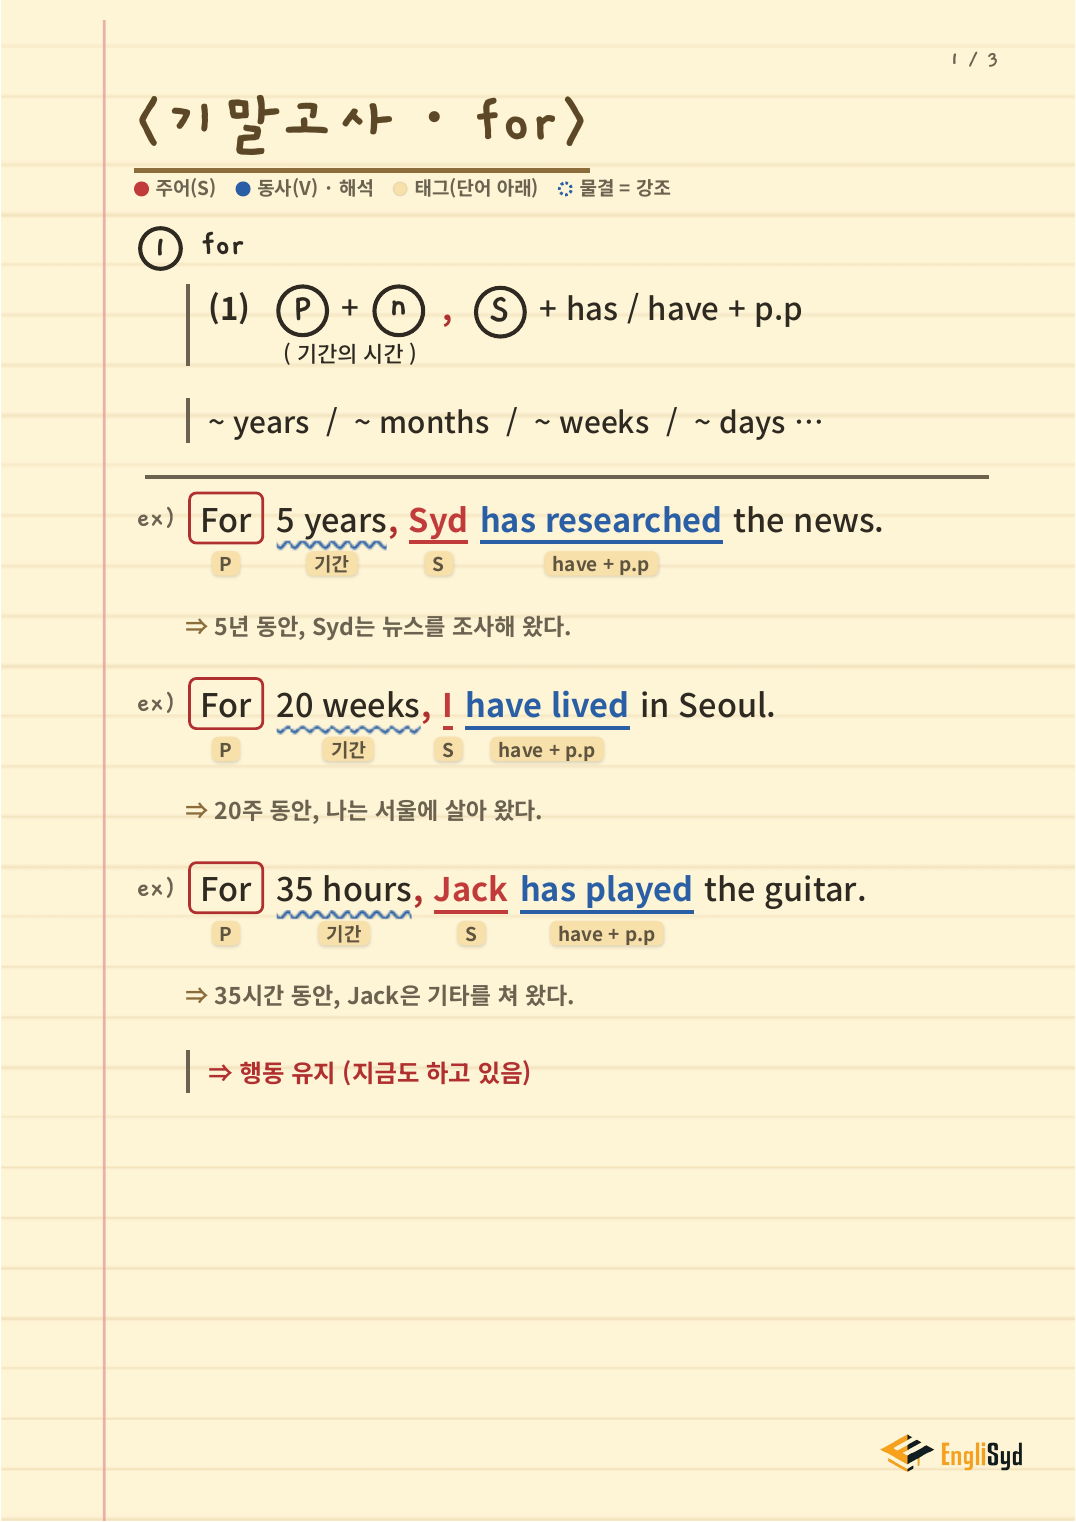 1 / 3
〈기말고사 · for〉
주어(S) 동사(V) · 해석 태그(단어 아래) 물결 = 강조
1 for
(1) P + n , S + has / have + p.p
( 기간의 시간 )
~ years / ~ months / ~ weeks / ~ days ···
ex) For 5 years, Syd has researched the news.
P 기간 S have + p.p
⇒ 5년 동안, Syd는 뉴스를 조사해 왔다.
ex) For 20 weeks, I have lived in Seoul.
P 기간 S have + p.p
⇒ 20주 동안, 나는 서울에 살아 왔다.
ex) For 35 hours, Jack has played the guitar.
P 기간 S have + p.p
⇒ 35시간 동안, Jack은 기타를 쳐 왔다.
⇒ 행동 유지 (지금도 하고 있음)
EngliSyd